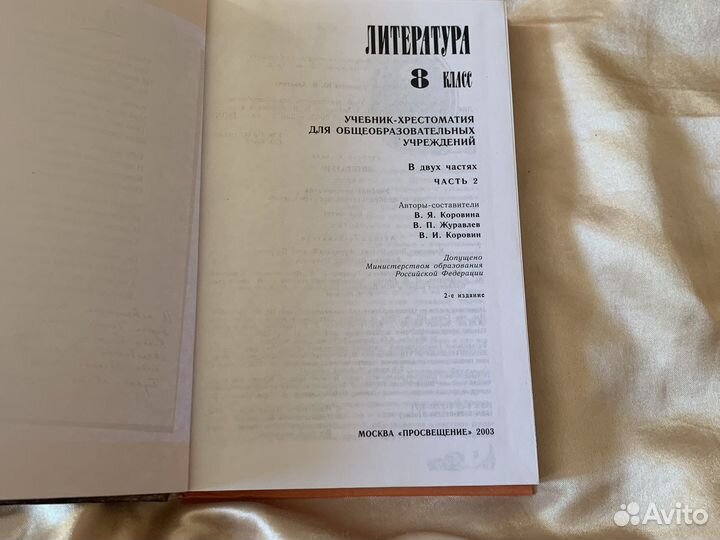 ЛИТЕРАТУРА
8 КЛАСС
УЧЕБНИК-ХРЕСТОМАТИЯ
ДЛЯ ОБЩЕОБРАЗОВАТЕЛЬНЫХ
УЧРЕЖДЕНИЙ
В двух частях
ЧАСТЬ 2
Авторы-составители
В. Я. Коровина
В. П. Журавлев
В. И. Коровин
Допущено
Министерством образования
Российской Федерации
2-е издание
МОСКВА «ПРОСВЕЩЕНИЕ» 2003
Avito